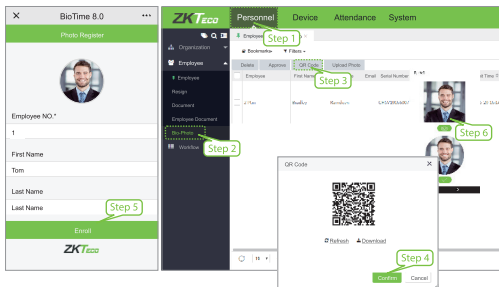 BioTime 8.0
Photo Register
Employee NO.*
1
First Name
Tom
Last Name
Last Name
Step 5
Enroll
ZKTeco
ZKTeco
Personnel Device Attendance System
Step 1
Organization
Employee
Employee
Resign
Document
Employee Document
Bio-Photo
Step 2
Workflow
Employee
Bookmarks Filters
Delete Approve QR Code Upload Photo
Step 3
Employee First Name Email Serial Number
Step 6
QR Code
Refresh Download
Step 4
Confirm Cancel
15